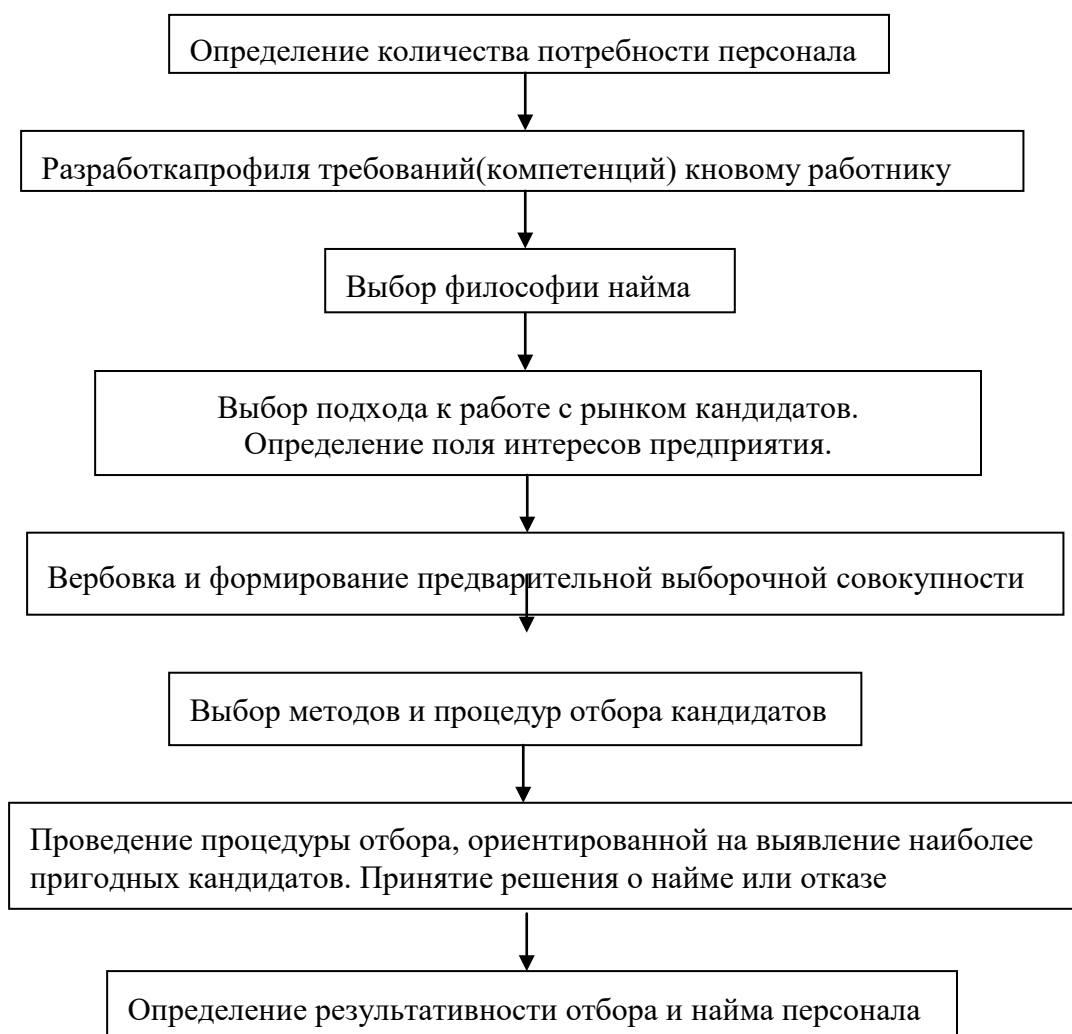 Определение количества потребности персонала
Разработкапрофиля требований(компетенций) кновому работнику
Выбор философии найма
Выбор подхода к работе с рынком кандидатов.
Определение поля интересов предприятия.
Вербовка и формирование предварительной выборочной совокупности
Выбор методов и процедур отбора кандидатов
Проведение процедуры отбора, ориентированной на выявление наиболее
пригодных кандидатов. Принятие решения о найме или отказе
Определение результативности отбора и найма персонала